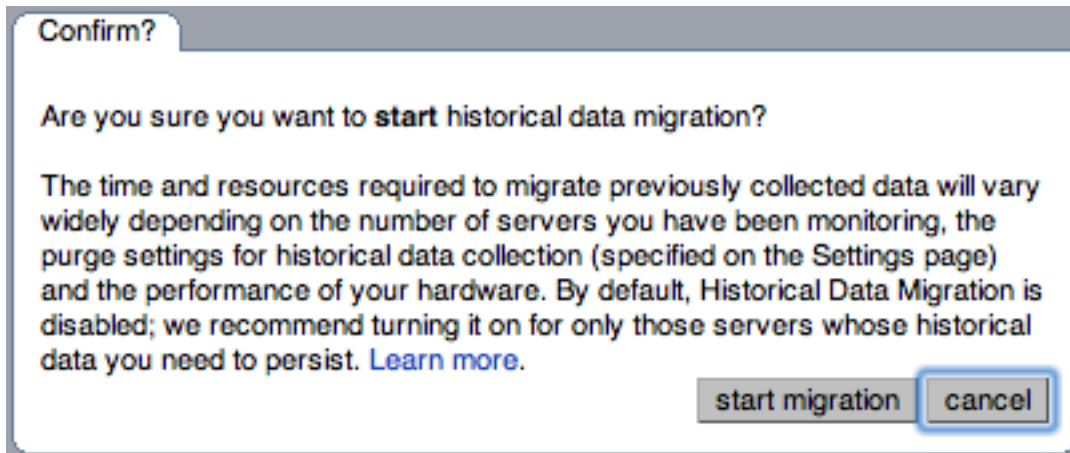 Confirm?
Are you sure you want to start historical data migration?
The time and resources required to migrate previously collected data will vary
widely depending on the number of servers you have been monitoring, the
purge settings for historical data collection (specified on the Settings page)
and the performance of your hardware. By default, Historical Data Migration is
disabled; we recommend turning it on for only those servers whose historical
data you need to persist. Learn more.
start migration cancel